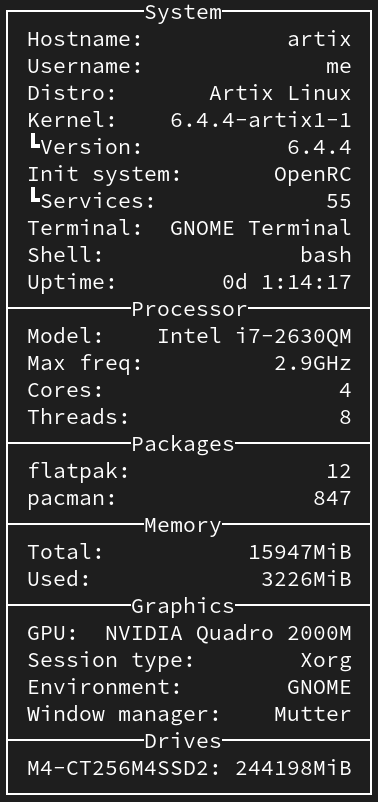 System
Hostname: artix
Username: me
Distro: Artix Linux
Kernel: 6.4.4-artix1-1
┗Version: 6.4.4
Init system: OpenRC
┗Services: 55
Terminal: GNOME Terminal
Shell: bash
Uptime: 0d 1:14:17
Processor
Model: Intel i7-2630QM
Max freq: 2.9GHz
Cores: 4
Threads: 8
Packages
flatpak: 12
pacman: 847
Memory
Total: 15947MiB
Used: 3226MiB
Graphics
GPU: NVIDIA Quadro 2000M
Session type: Xorg
Environment: GNOME
Window manager: Mutter
Drives
M4-CT256M4SSD2: 244198MiB